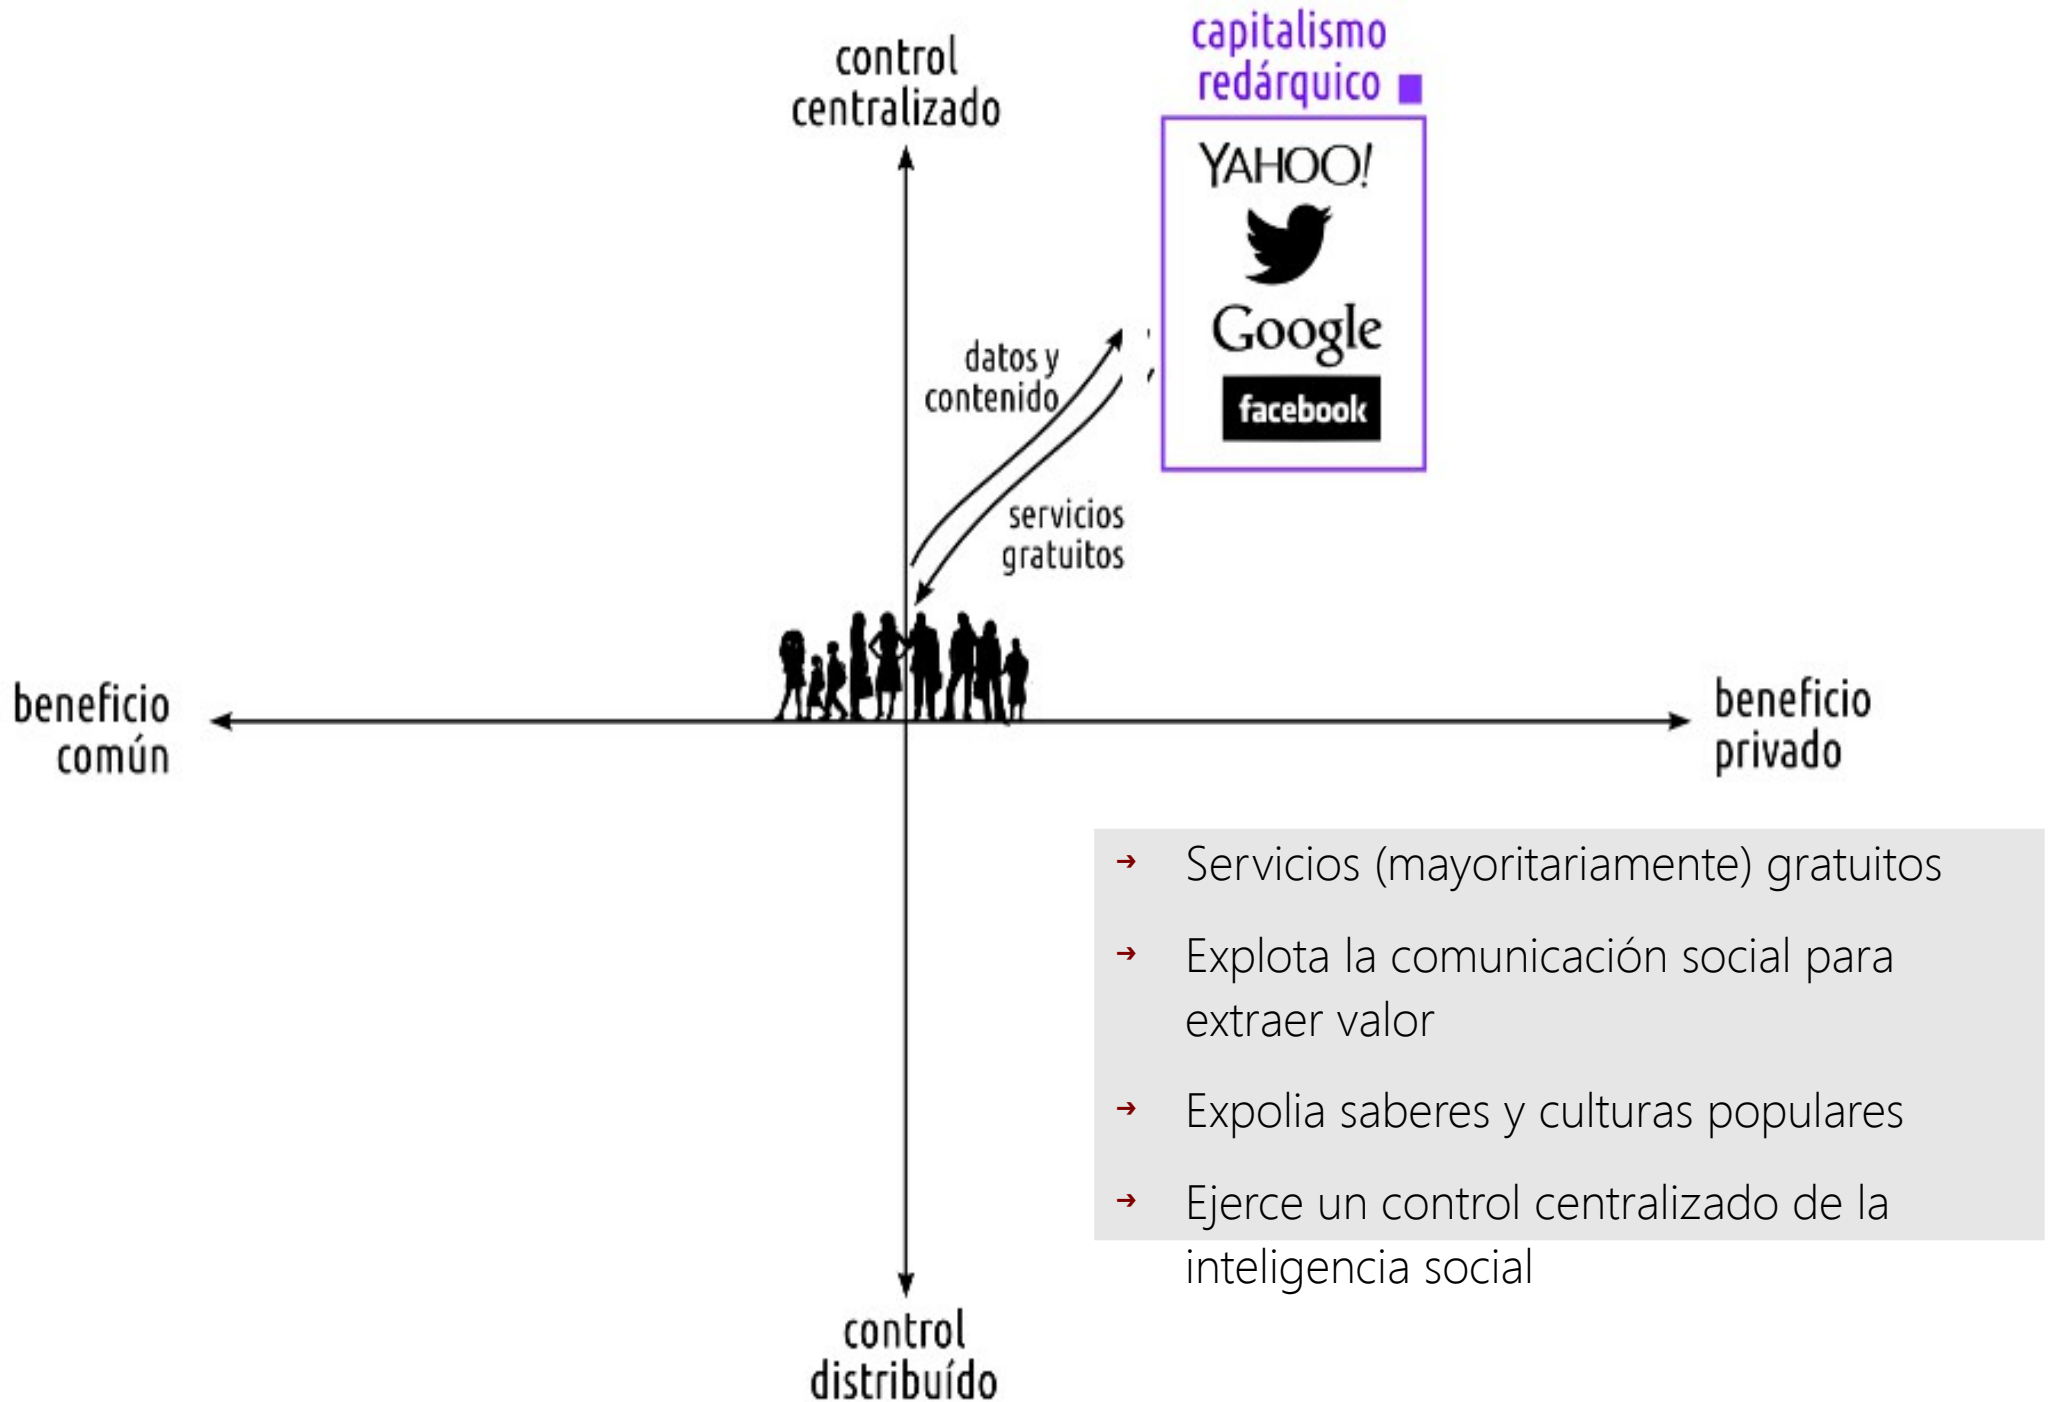 capitalismo
redárquico
control
centralizado
YAHOO!
Google
facebook
datos y
contenido
servicios
gratuitos
beneficio
común
beneficio
privado
→ Servicios (mayoritariamente) gratuitos
→ Explota la comunicación social para
extraer valor
→ Expolia saberes y culturas populares
→ Ejerce un control centralizado de la
inteligencia social
control
distribuído